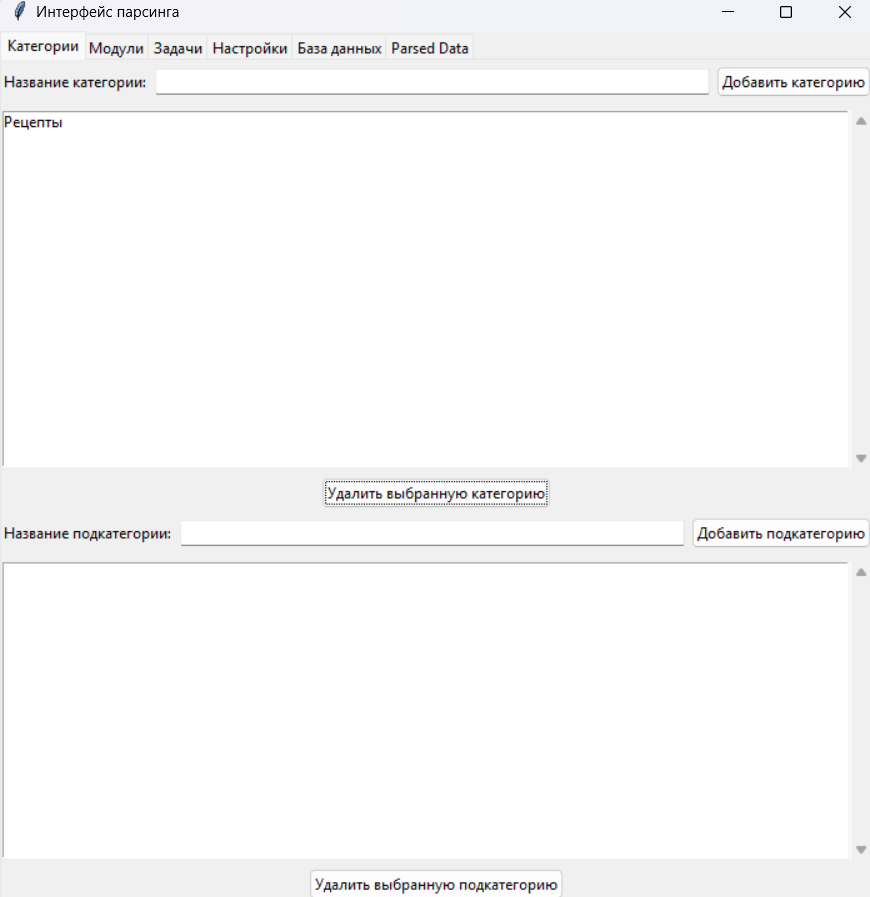 Интерфейс парсинга
Категории Модули Задачи Настройки База данных Parsed Data
Название категории: Добавить категорию
Рецепты
Удалить выбранную категорию
Название подкатегории: Добавить подкатегорию
Удалить выбранную подкатегорию